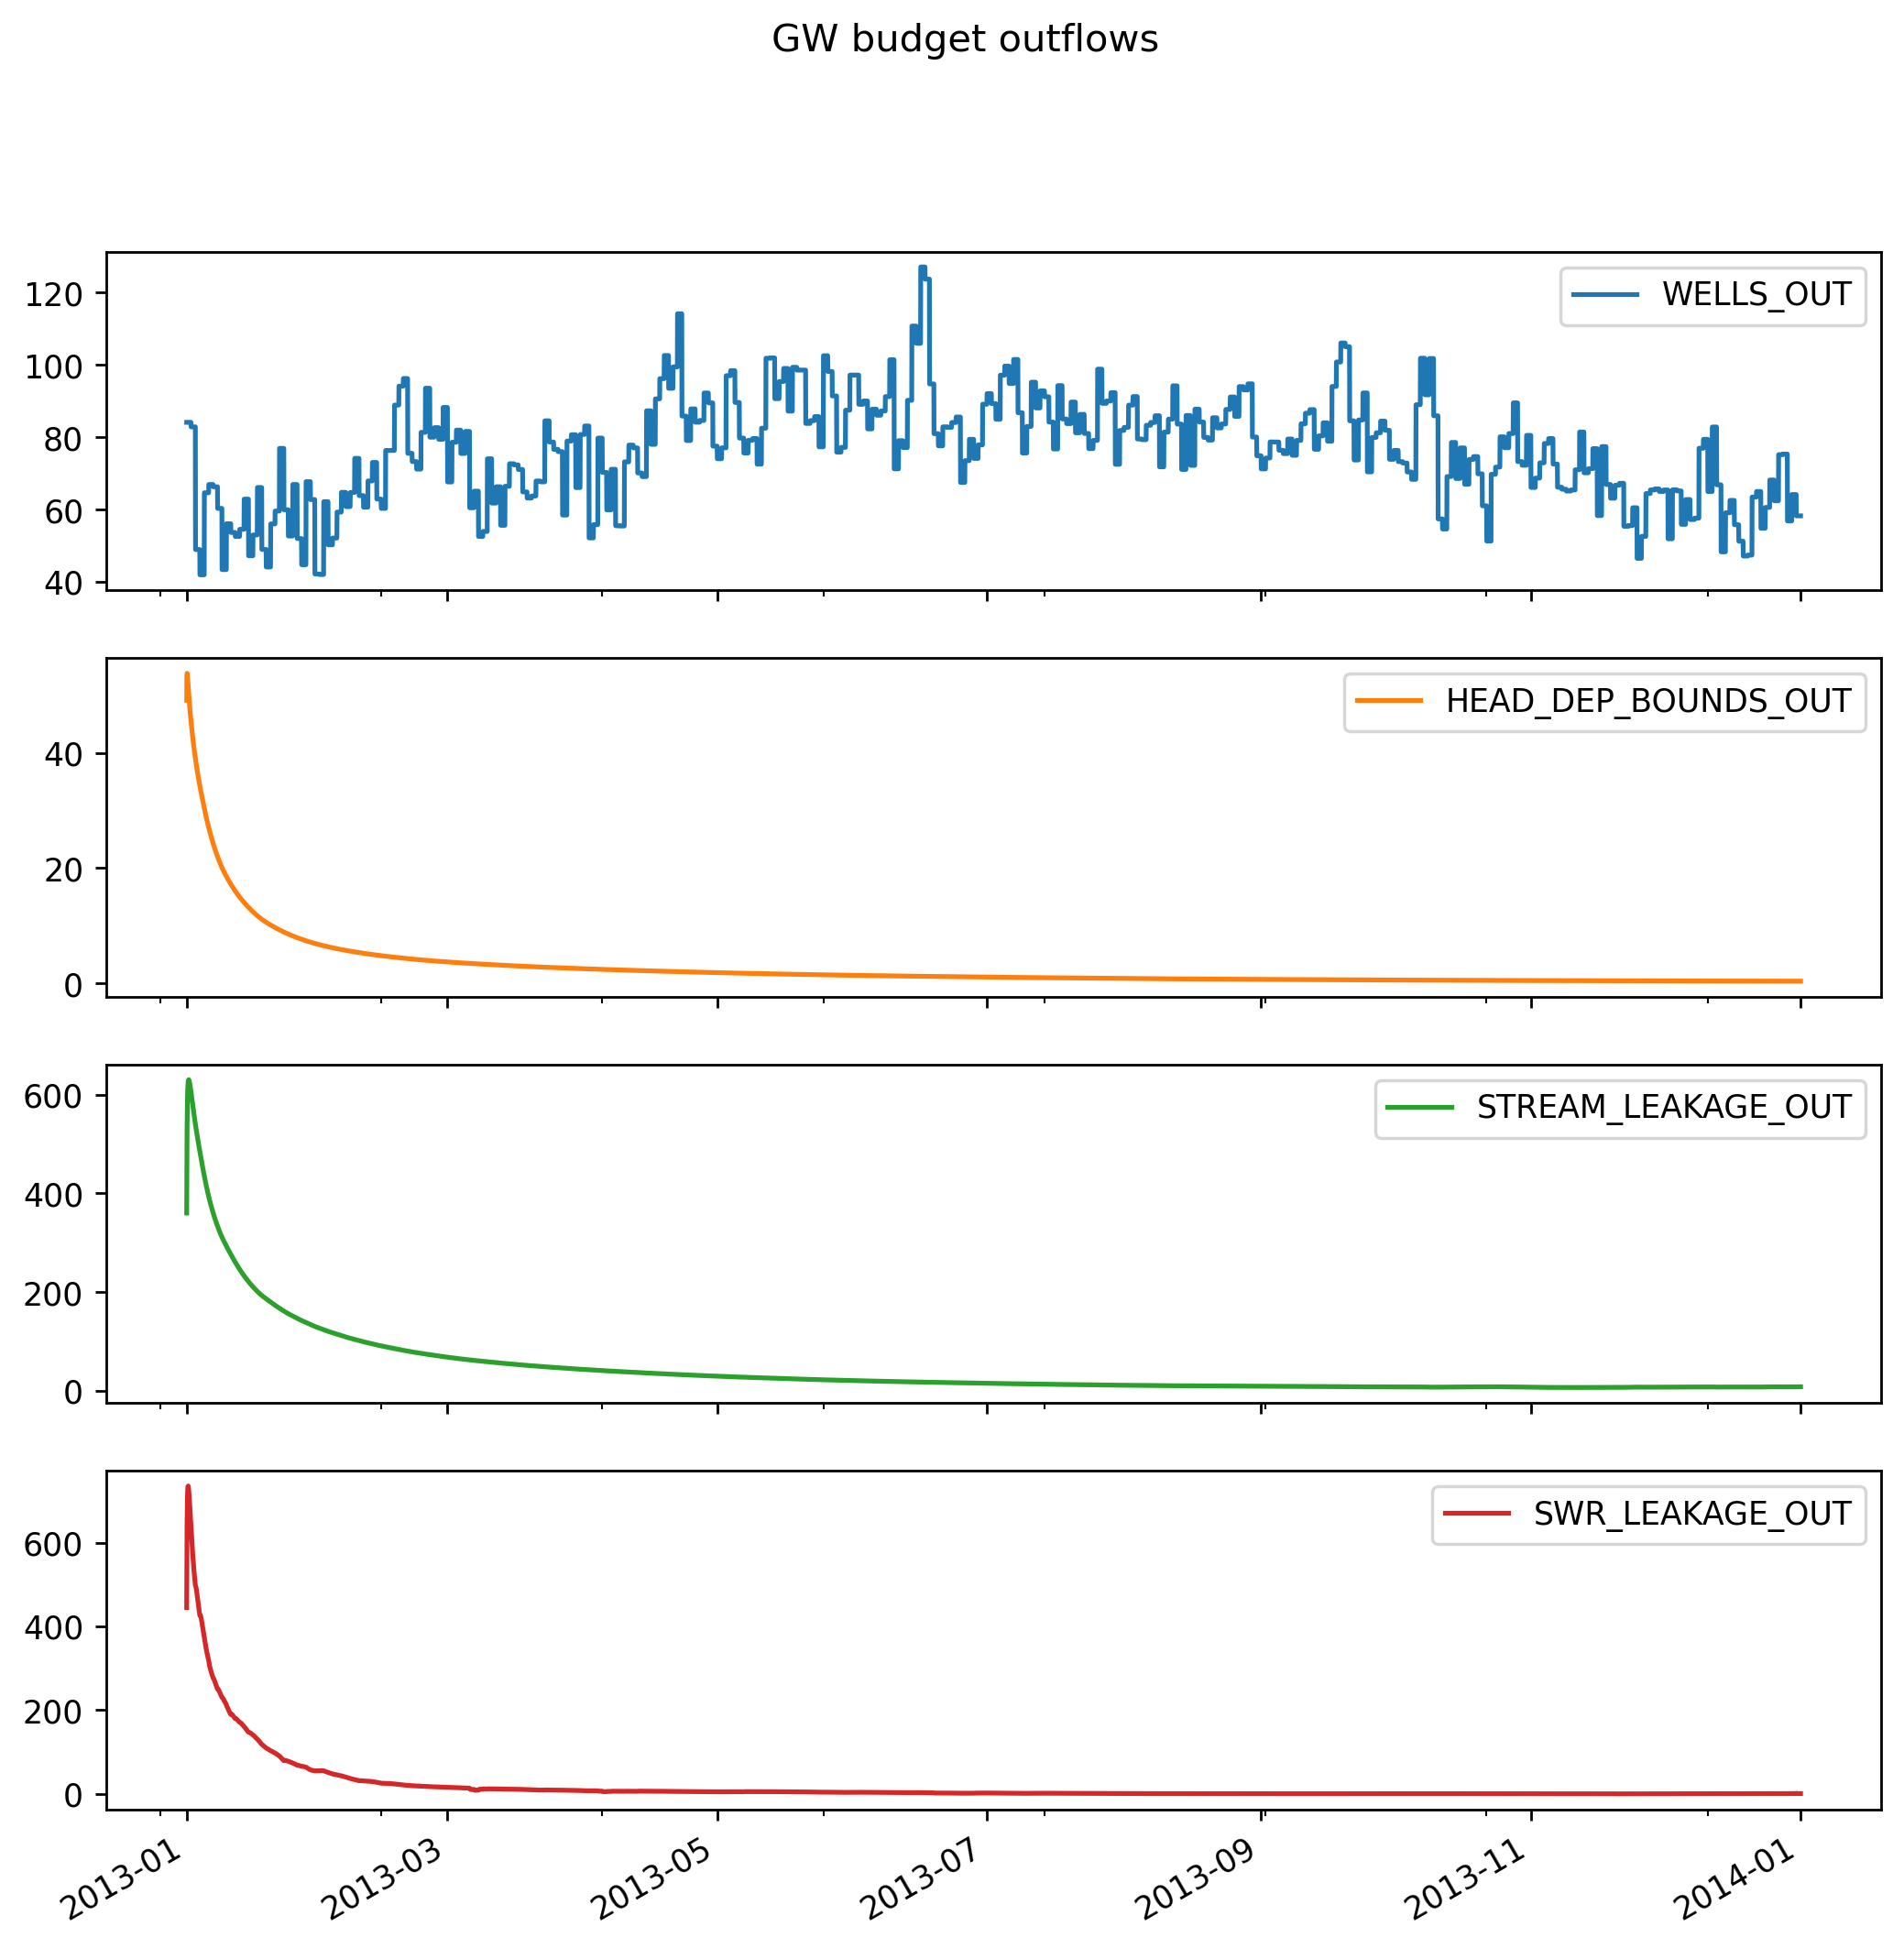 GW budget outflows
WELLS_OUT
120
100
80
60
40
HEAD_DEP_BOUNDS_OUT
40
20
0
STREAM_LEAKAGE_OUT
600
400
200
0
SWR_LEAKAGE_OUT
600
400
200
0
2013-01 2013-03 2013-05 2013-07 2013-09 2013-11 2014-01